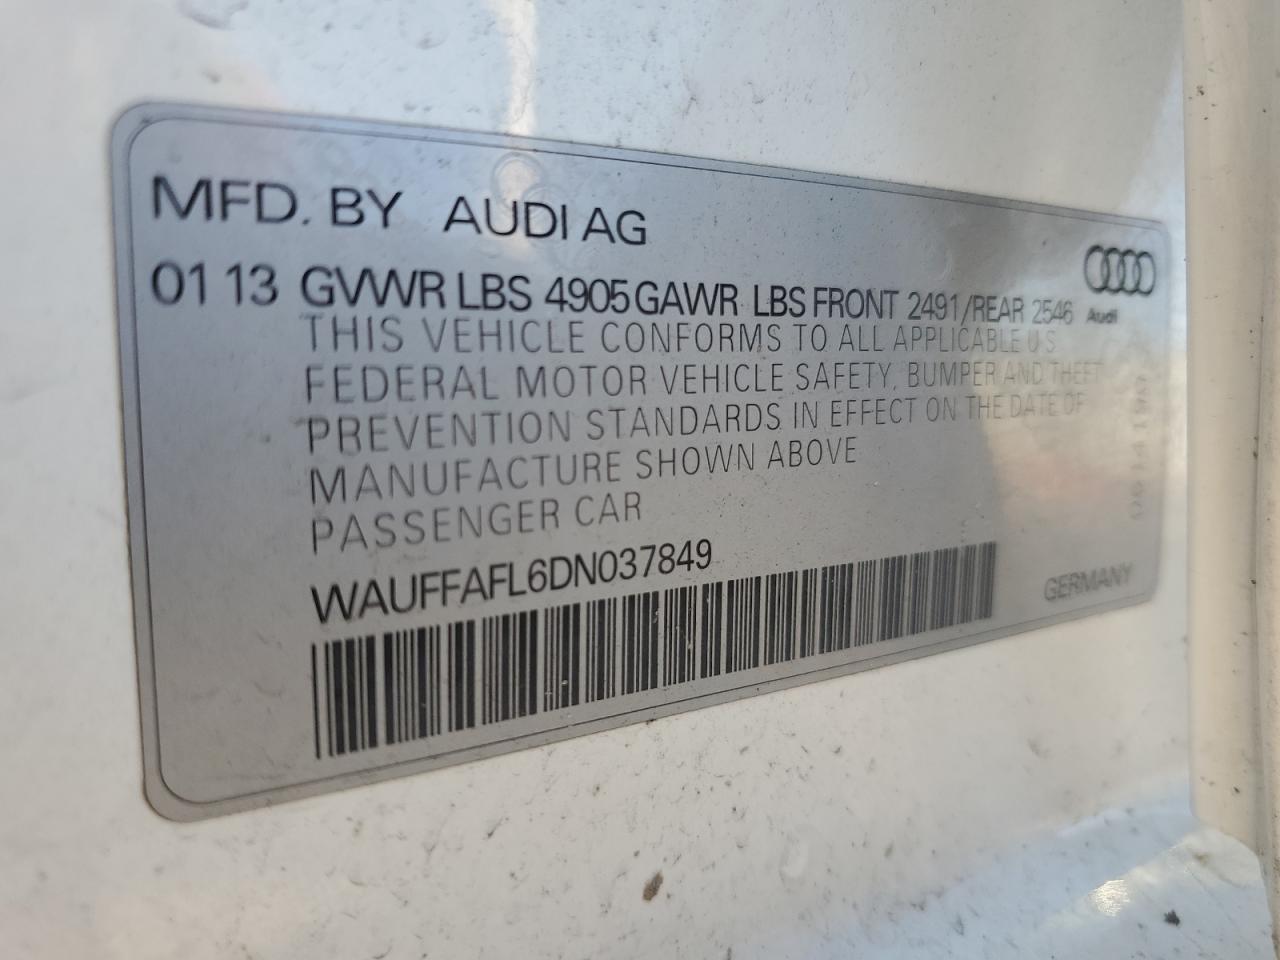 MFD. BY AUDI AG
01 13 GVWR LBS 4905 GAWR LBS FRONT 2491/REAR 2546
Audi
THIS VEHICLE CONFORMS TO ALL APPLICABLE U S
FEDERAL MOTOR VEHICLE SAFETY, BUMPER AND THEFT
PREVENTION STANDARDS IN EFFECT ON THE DATE OF
MANUFACTURE SHOWN ABOVE
PASSENGER CAR
WAUFFAFL6DN037849
GERMANY